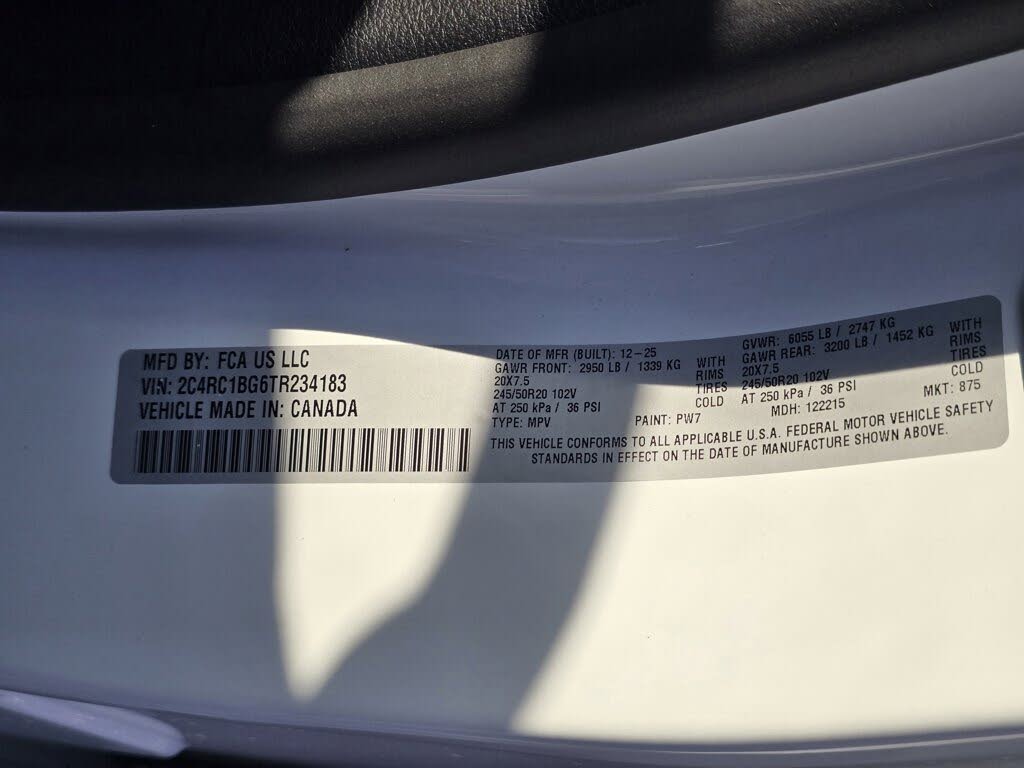 MFD BY: FCA US LLC
VIN: 2C4RC1BG6TR234183
VEHICLE MADE IN: CANADA
DATE OF MFR (BUILT): 12-25
GAWR FRONT: 2950 LB / 1339 KG
20X7.5
245/50R20 102V
AT 250 kPa / 36 PSI
WITH
RIMS
TIRES
COLD
TYPE: MPV
PAINT: PW7
GVWR: 6055 LB / 2747 KG
GAWR REAR: 3200 LB / 1452 KG
20X7.5
245/50R20 102V
AT 250 kPa / 36 PSI
WITH
RIMS
TIRES
COLD
MDH: 122215
MKT: 875
THIS VEHICLE CONFORMS TO ALL APPLICABLE U.S.A. FEDERAL MOTOR VEHICLE SAFETY
STANDARDS IN EFFECT ON THE DATE OF MANUFACTURE SHOWN ABOVE.